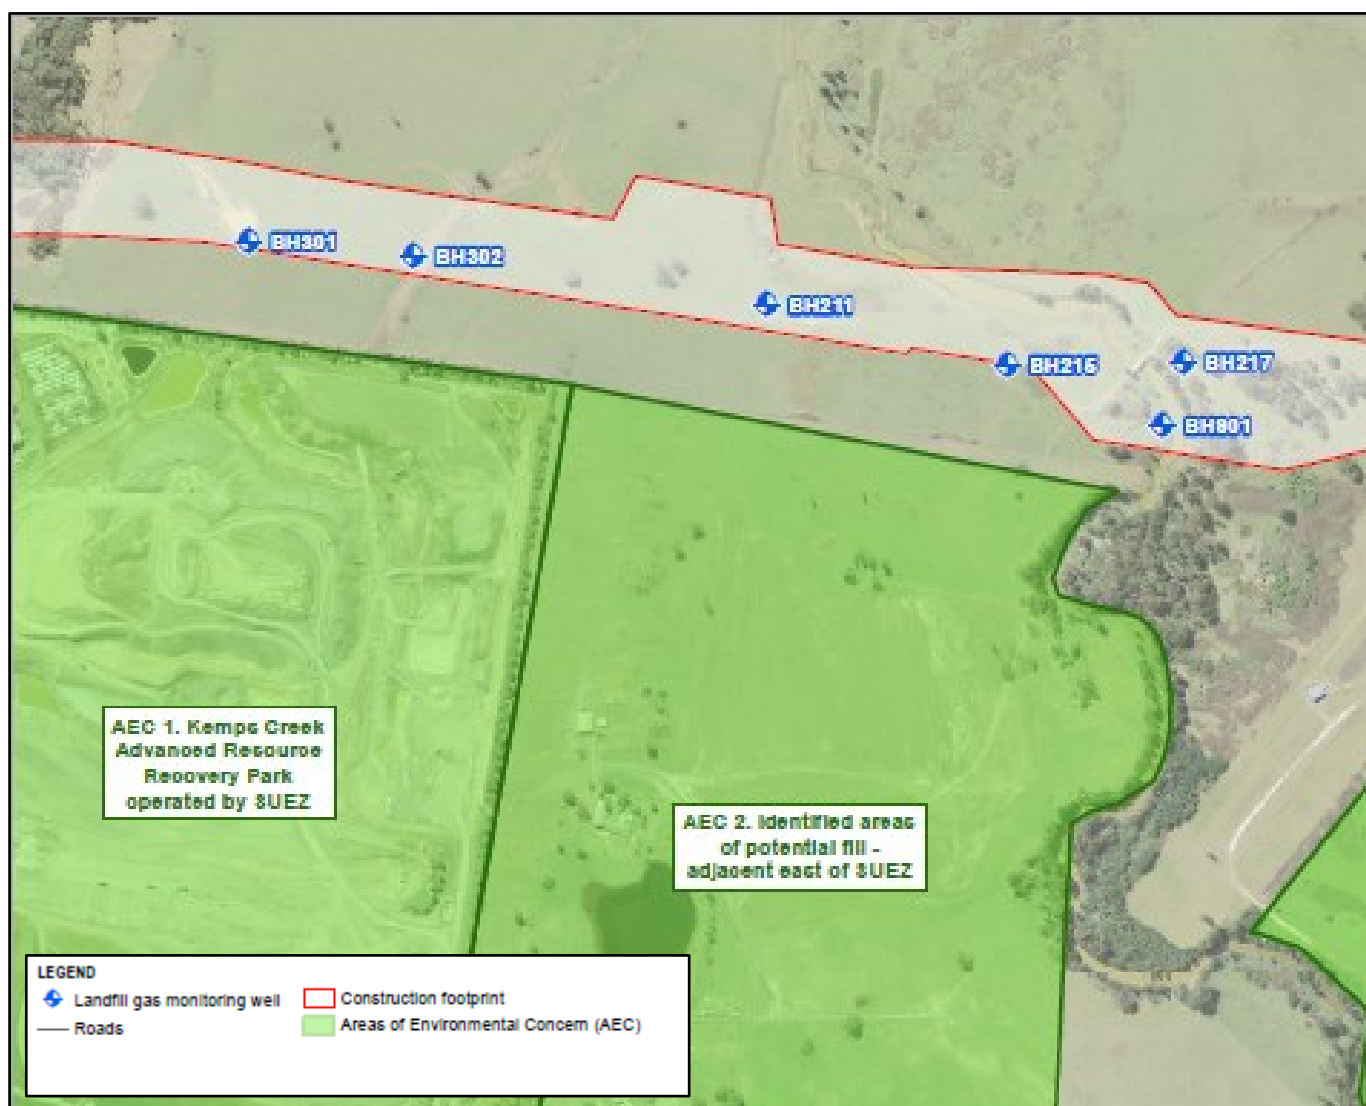 BH301
BH302
BH211
BH215
BH217
BH801
AEC 1. Kemps Creek
Advanced Resource
Recovery Park
operated by SUEZ
AEC 2. Identified areas
of potential fill -
adjacent east of SUEZ
LEGEND
Landfill gas monitoring well
Construction footprint
Roads
Areas of Environmental Concern (AEC)